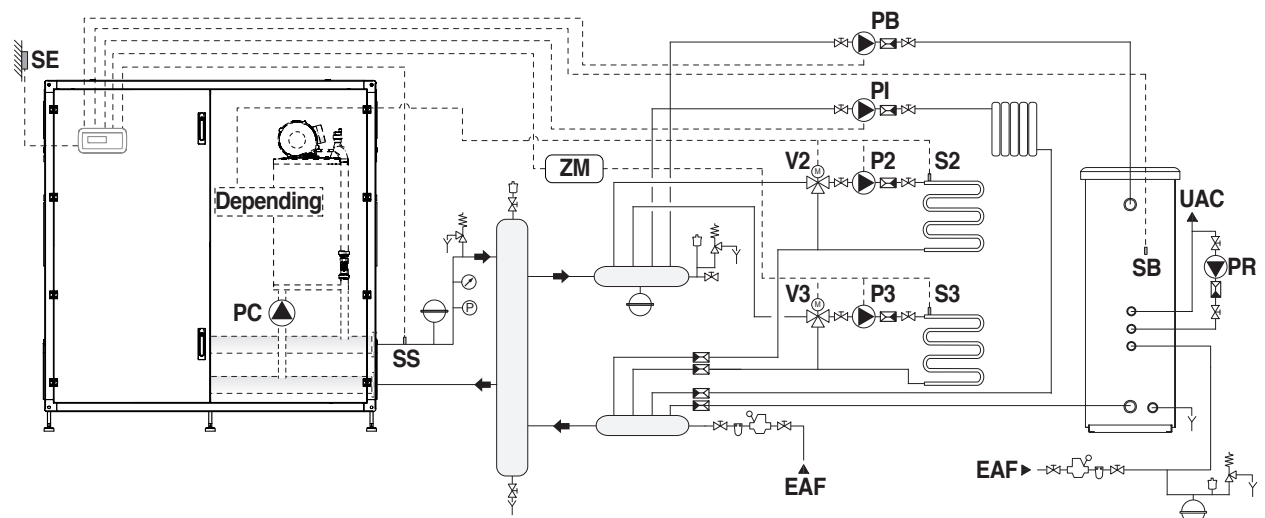 PB
SE
PI
ZM
V2
P2
S2
M
Depending
UAC
SB
PR
PC
V3
P3
S3
M
P
SS
EAF
EAF